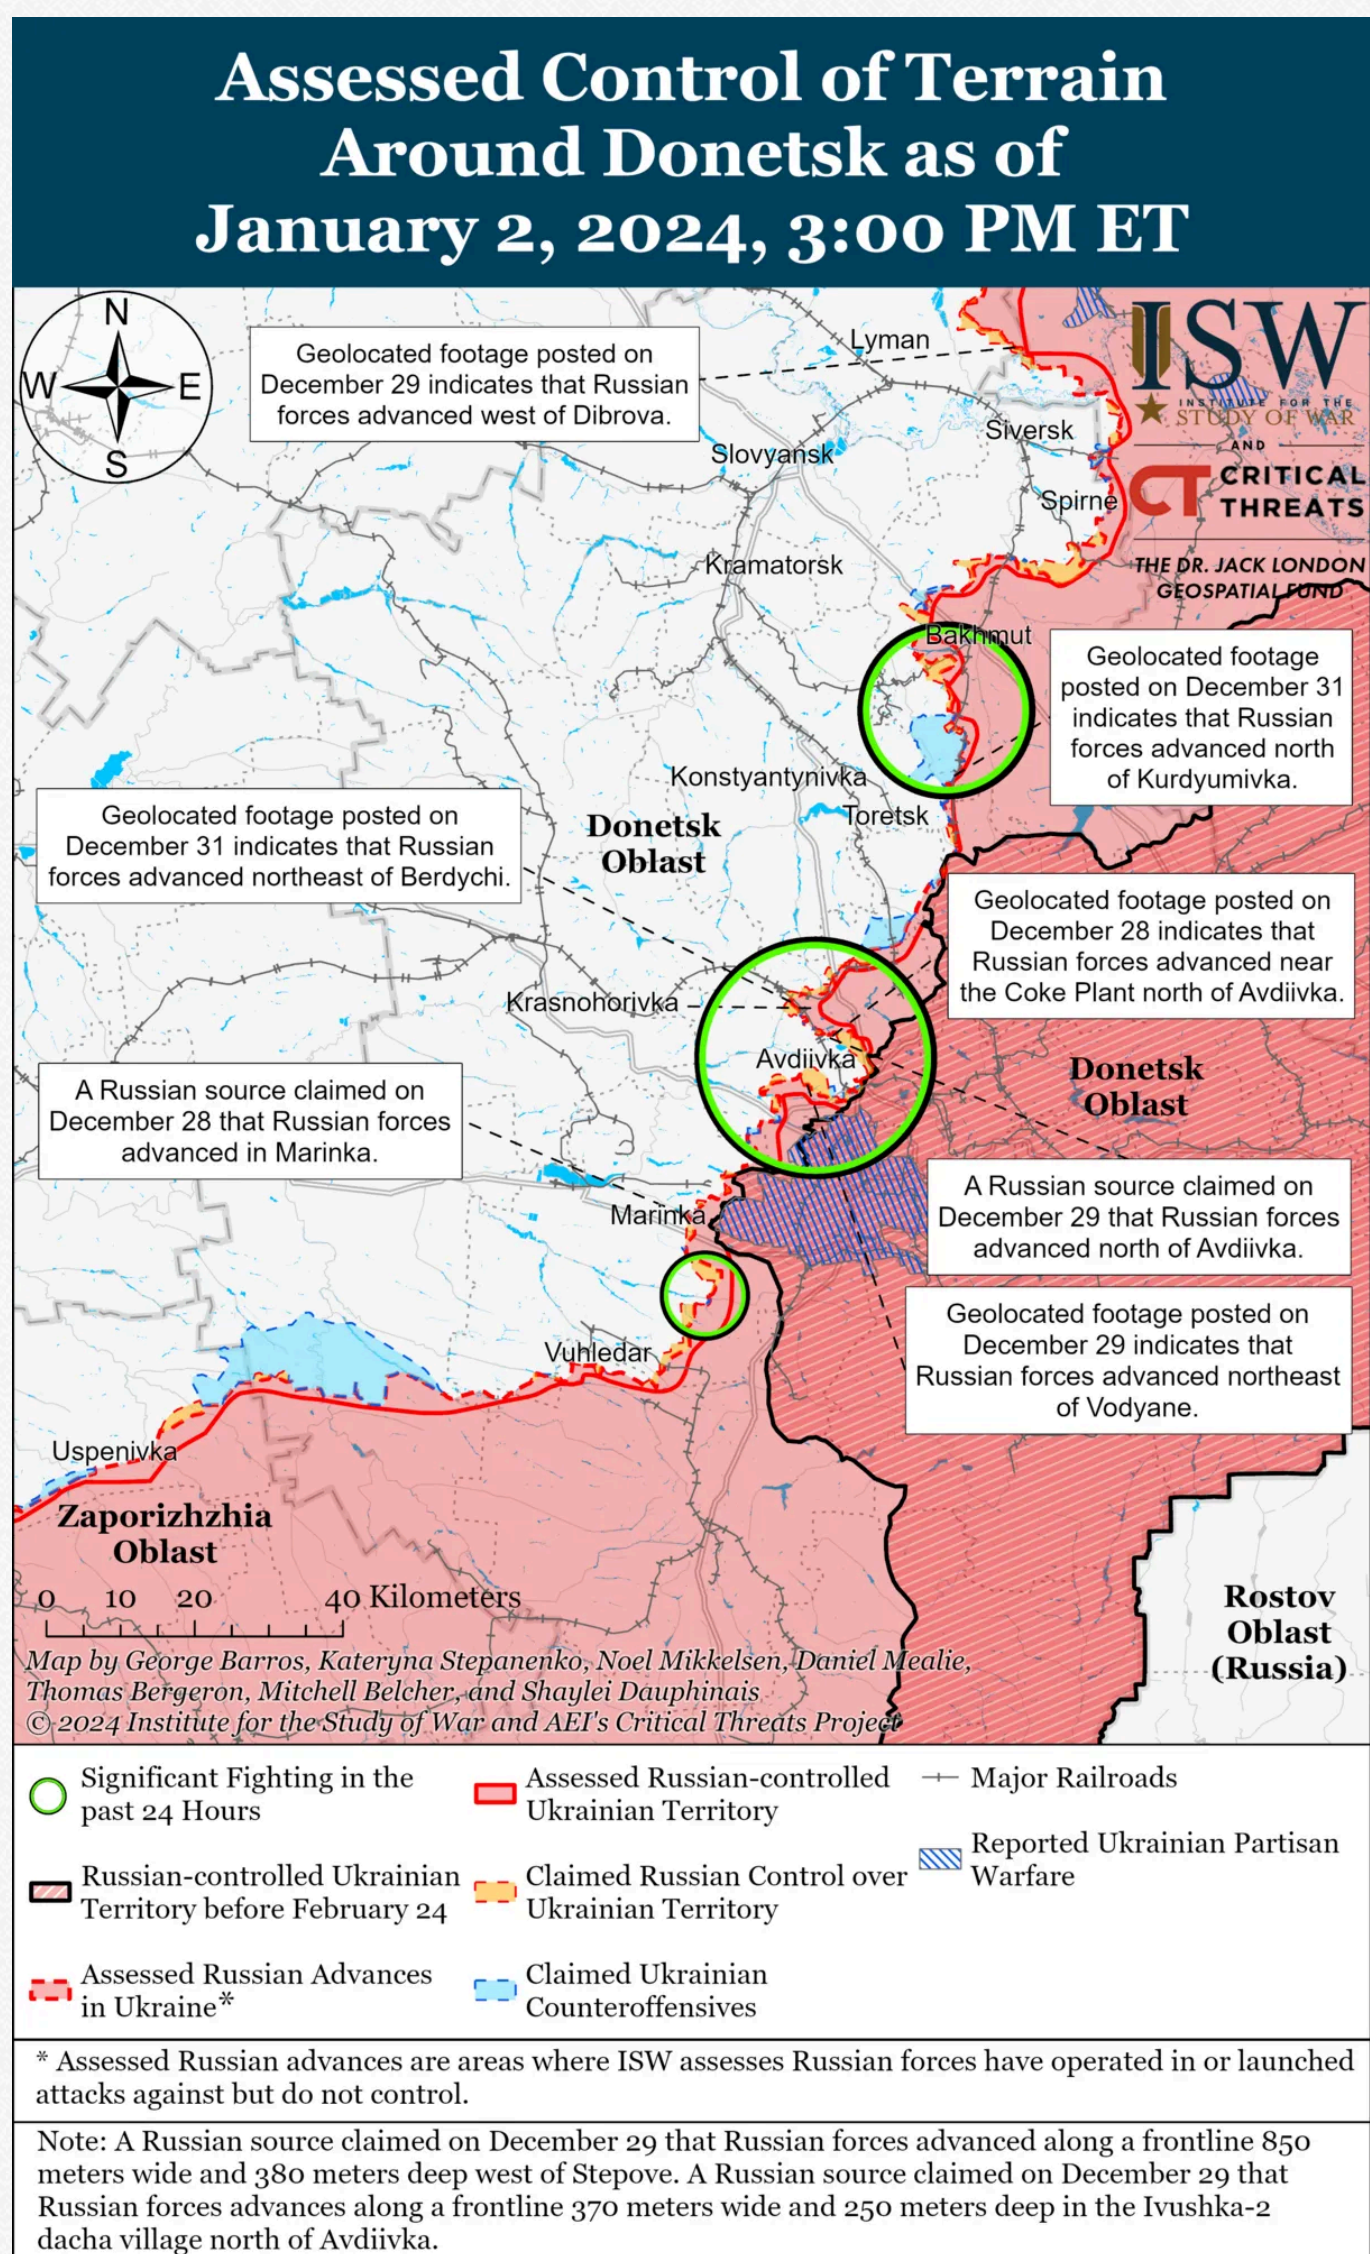 Assessed Control of Terrain
Around Donetsk as of
January 2, 2024, 3:00 PM ET
N
W
E
S
Geolocated footage posted on
December 29 indicates that Russian
forces advanced west of Dibrova.
Lyman
ISW
INSTITUTE FOR THE
STUDY OF WAR
AND
CT CRITICAL
THREATS
THE DR. JACK LONDON
GEOSPATIAL FUND
Siversk
Slovyansk
Spirne
Kramatorsk
Bakhmut
Geolocated footage
posted on December 31
indicates that Russian
forces advanced north
of Kurdyumivka.
Konstyantynivka
Toretsk
Geolocated footage posted on
December 31 indicates that Russian
forces advanced northeast of Berdychi.
Donetsk
Oblast
Geolocated footage posted on
December 28 indicates that
Russian forces advanced near
the Coke Plant north of Avdiivka.
Krasnohorivka
Avdiivka
Donetsk
Oblast
A Russian source claimed on
December 28 that Russian forces
advanced in Marinka.
A Russian source claimed on
December 29 that Russian forces
advanced north of Avdiivka.
Marinka
Geolocated footage posted on
December 29 indicates that
Russian forces advanced northeast
of Vodyane.
Vuhledar
Uspenivka
Zaporizhzhia
Oblast
Rostov
Oblast
(Russia)
0 10 20 40 Kilometers
Map by George Barros, Kateryna Stepanenko, Noel Mikkelsen, Daniel Mealie,
Thomas Bergeron, Mitchell Belcher, and Shaylei Dauphinais
© 2024 Institute for the Study of War and AEI's Critical Threats Project
Significant Fighting in the
past 24 Hours
Russian-controlled Ukrainian
Territory before February 24
Assessed Russian Advances
in Ukraine*
Assessed Russian-controlled
Ukrainian Territory
Claimed Russian Control over
Ukrainian Territory
Claimed Ukrainian
Counteroffensives
Major Railroads
Reported Ukrainian Partisan
Warfare
* Assessed Russian advances are areas where ISW assesses Russian forces have operated in or launched
attacks against but do not control.
Note: A Russian source claimed on December 29 that Russian forces advanced along a frontline 850
meters wide and 380 meters deep west of Stepove. A Russian source claimed on December 29 that
Russian forces advances along a frontline 370 meters wide and 250 meters deep in the Ivushka-2
dacha village north of Avdiivka.